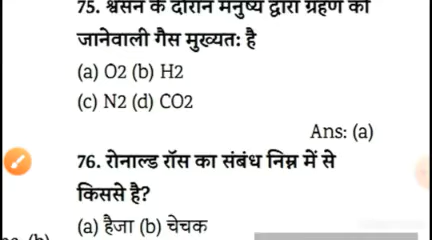 75. श्वसन के दौरान मनुष्य द्वारा ग्रहण की
जानेवाली गैस मुख्यत: है
(a) O2 (b) H2
(c) N2 (d) CO2
Ans: (a)
76. रोनाल्ड रॉस का संबंध निम्न में से
किससे है?
(a) हैजा (b) चेचक
(b)